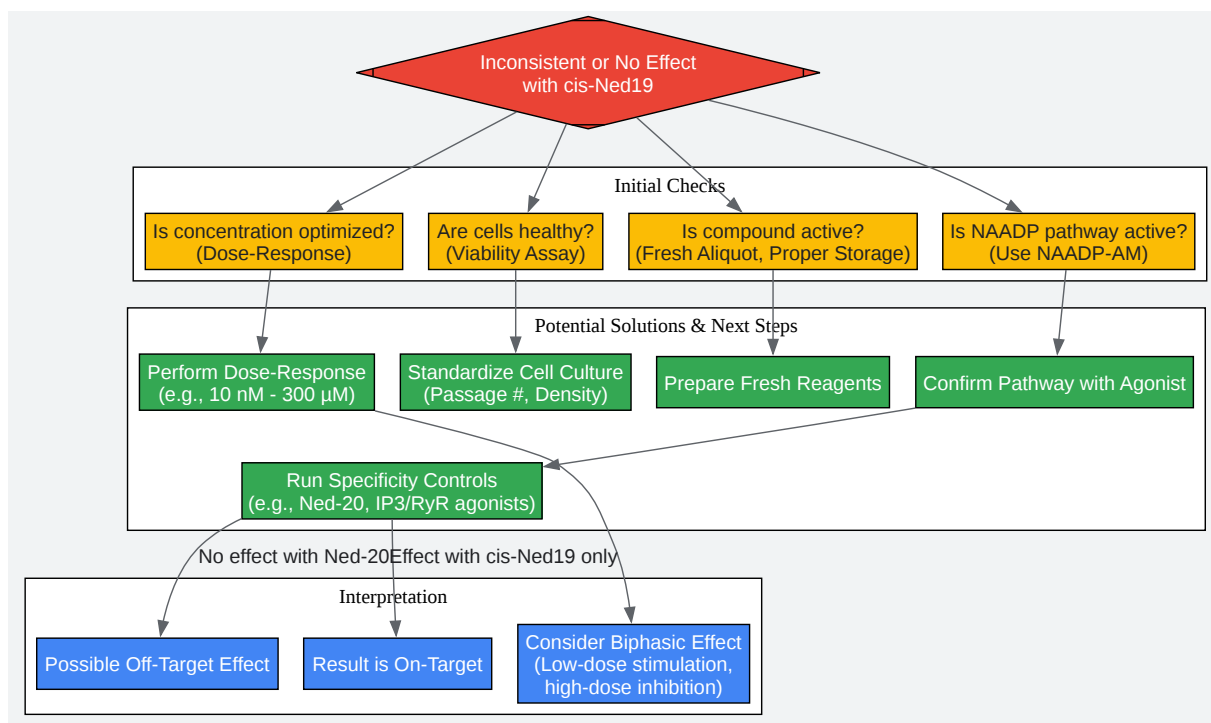 Inconsistent or No Effect
with cis-Ned19
Initial Checks
Is concentration optimized?
(Dose-Response)
Are cells healthy?
(Viability Assay)
Is compound active?
(Fresh Aliquot, Proper Storage)
Is NAADP pathway active?
(Use NAADP-AM)
Potential Solutions & Next Steps
Perform Dose-Response
(e.g., 10 nM - 300 µM)
Standardize Cell Culture
(Passage #, Density)
Prepare Fresh Reagents
Confirm Pathway with Agonist
Run Specificity Controls
(e.g., Ned-20, IP3/RyR agonists)
No effect with Ned-20
Effect with cis-Ned19 only
Interpretation
Possible Off-Target Effect
Result is On-Target
Consider Biphasic Effect
(Low-dose stimulation,
high-dose inhibition)